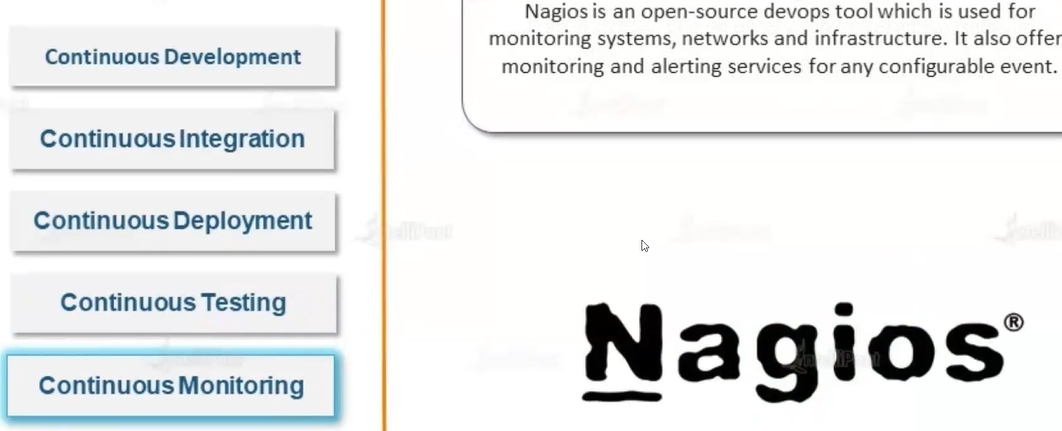 Continuous Development
Continuous Integration
Continuous Deployment
Continuous Testing
Continuous Monitoring
Nagios is an open-source devops tool which is used for
monitoring systems, networks and infrastructure. It also offer
monitoring and alerting services for any configurable event.
Nagios®